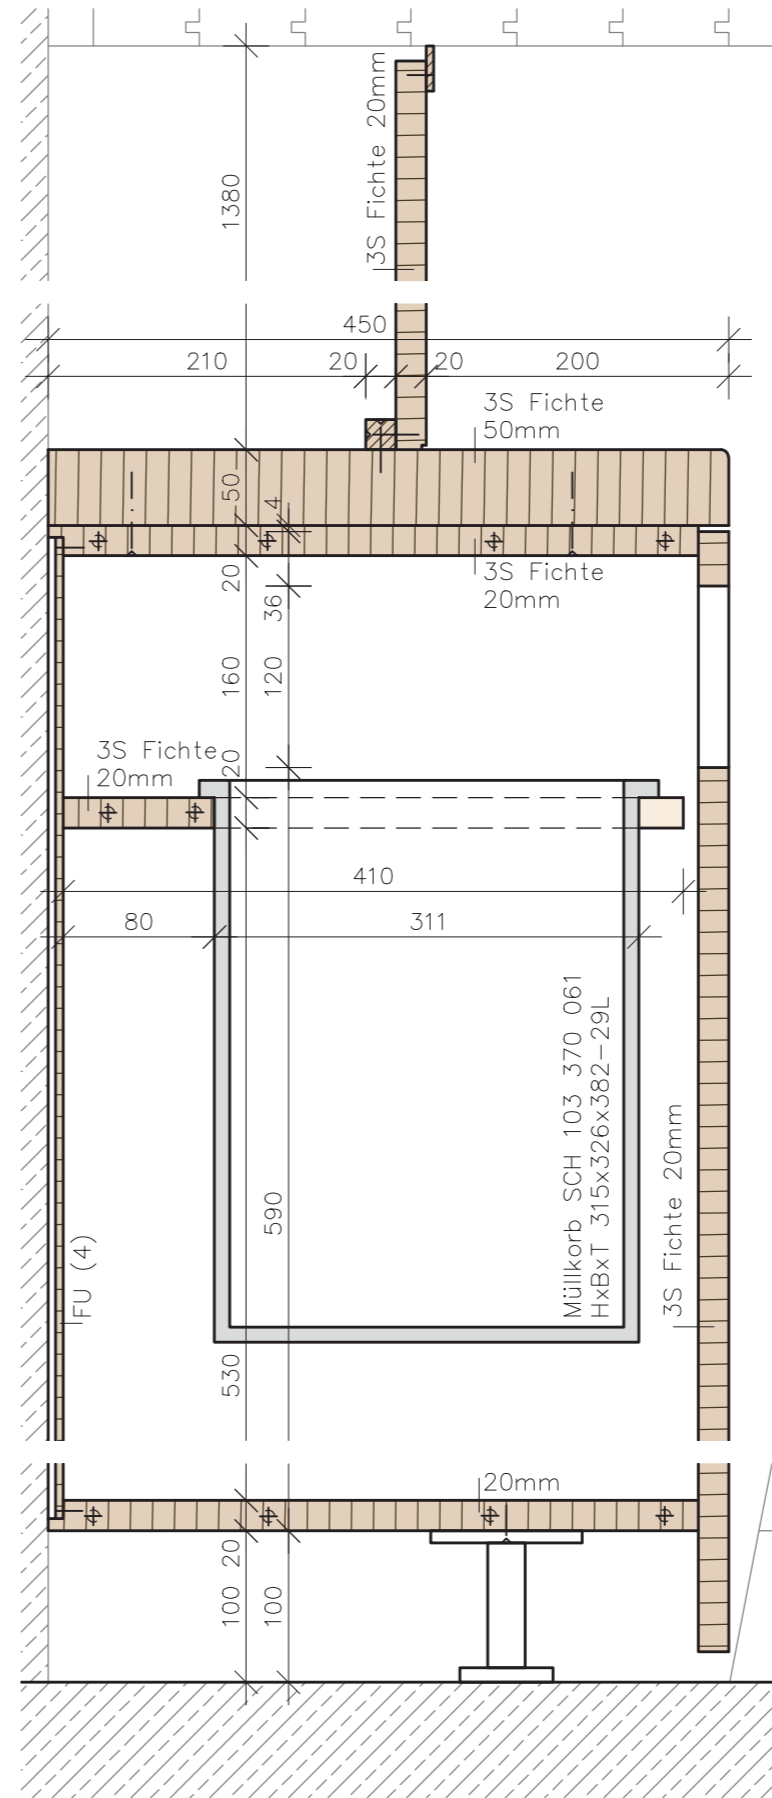 1380
3S Fichte 20mm
450
210
20
20
200
3S Fichte
50mm
50
4
3S Fichte
20mm
20
36
160
120
3S Fichte
20mm
20
410
80
311
Müllkorb SCH 103 370 061
HxBxT 315x326x382-29L
3S Fichte 20mm
590
FU (4)
530
20mm
20
100
100